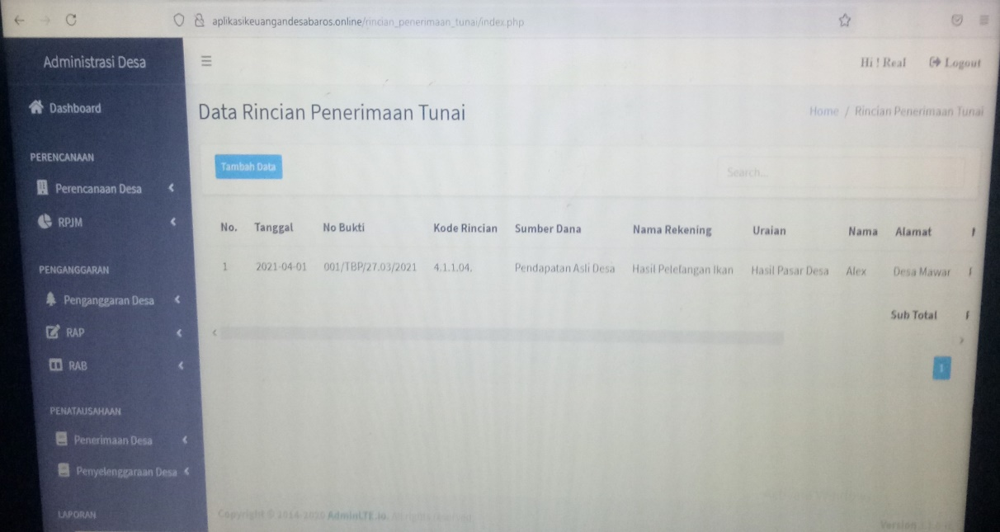 aplikasikeuangandesabaros.online/rincian_penerimaan_tunai/index.php
Administrasi Desa
Hi ! Real Logout
Dashboard
Data Rincian Penerimaan Tunai
Home / Rincian Penerimaan Tunai
PERENCANAAN
Tambah Data
Search...
Perencanaan Desa
RPJM
No. Tanggal No Bukti Kode Rincian Sumber Dana Nama Rekening Uraian Nama Alamat
1 2021-04-01 001/TBP/27.03/2021 4.1.1.04. Pendapatan Asli Desa Hasil Pelelangan Ikan Hasil Pasar Desa Alex Desa Mawar
Sub Total
1
PENGANGGARAN
Penganggaran Desa
RAP
RAB
PENATAUSAHAAN
Penerimaan Desa
Penyelenggaraan Desa
LAPORAN
Copyright © 2014-2020 AdminLTE.io. All rights reserved
Version